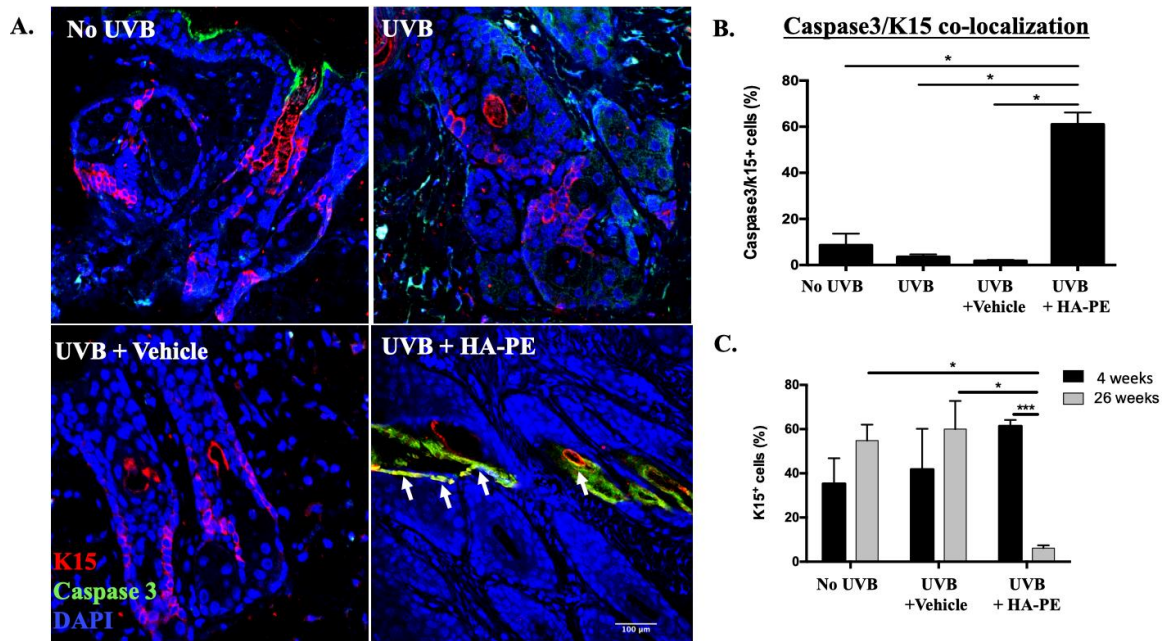 A.
No UVB
UVB
UVB + Vehicle
UVB + HA-PE
K15
Caspase 3
DAPI
100 µm
B.
Caspase3/K15 co-localization
Caspase3/k15+ cells (%)
80
60
40
20
0
*
*
*
No UVB
UVB
UVB
+Vehicle
UVB
+ HA-PE
C.
K15⁺ cells (%)
80
60
40
20
0
*
*
***
4 weeks
26 weeks
No UVB
UVB
+Vehicle
UVB
+ HA-PE